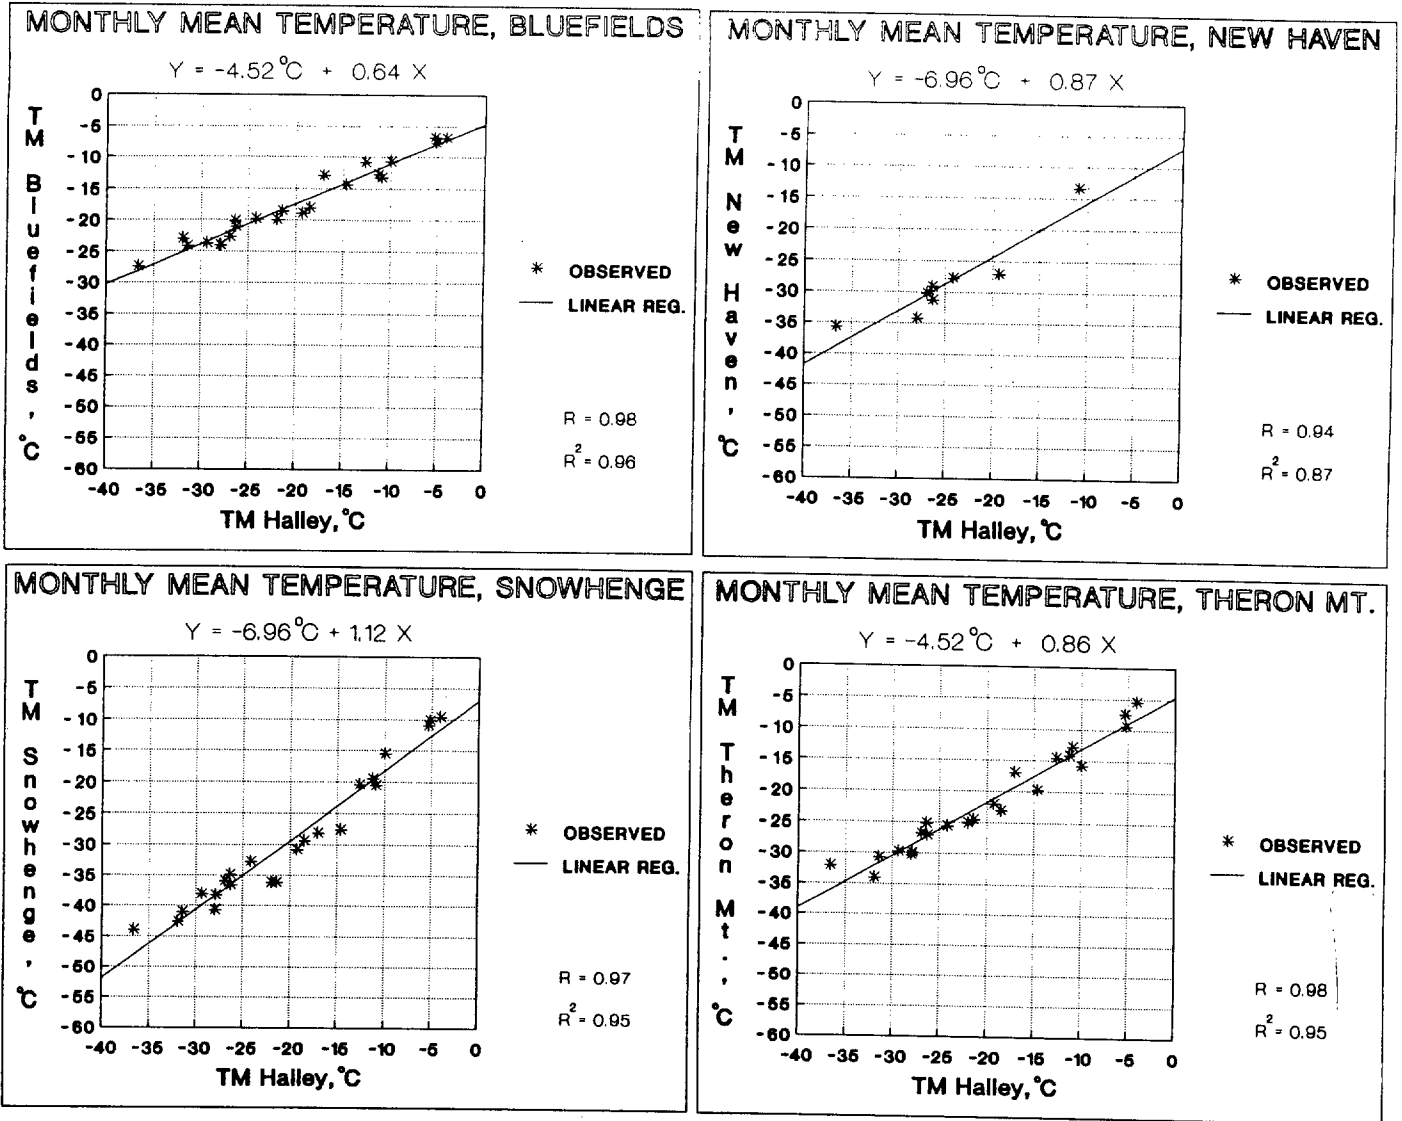 MONTHLY MEAN TEMPERATURE, BLUEFIELDS
Y = -4.52°C + 0.64 X
TM Bluefields, °C
0
-5
-10
-15
-20
-25
-30
-35
-40
-45
-50
-55
-60
-40 -35 -30 -25 -20 -15 -10 -5 0
TM Halley, °C
* OBSERVED
— LINEAR REG.
R = 0.98
R² = 0.96
MONTHLY MEAN TEMPERATURE, NEW HAVEN
Y = -6.96°C + 0.87 X
TM New Haven, °C
0
-5
-10
-15
-20
-25
-30
-35
-40
-45
-50
-55
-60
-40 -35 -30 -25 -20 -15 -10 -5 0
TM Halley, °C
* OBSERVED
— LINEAR REG.
R = 0.94
R² = 0.87
MONTHLY MEAN TEMPERATURE, SNOWHENGE
Y = -6.96°C + 1.12 X
TM Snowhenge, °C
0
-5
-10
-15
-20
-25
-30
-35
-40
-45
-50
-55
-60
-40 -35 -30 -25 -20 -15 -10 -5 0
TM Halley, °C
* OBSERVED
— LINEAR REG.
R = 0.97
R² = 0.95
MONTHLY MEAN TEMPERATURE, THERON MT.
Y = -4.52°C + 0.86 X
TM Theron Mt., °C
0
-5
-10
-15
-20
-25
-30
-35
-40
-45
-50
-55
-60
-40 -35 -30 -25 -20 -15 -10 -5 0
TM Halley, °C
* OBSERVED
— LINEAR REG.
R = 0.98
R² = 0.95